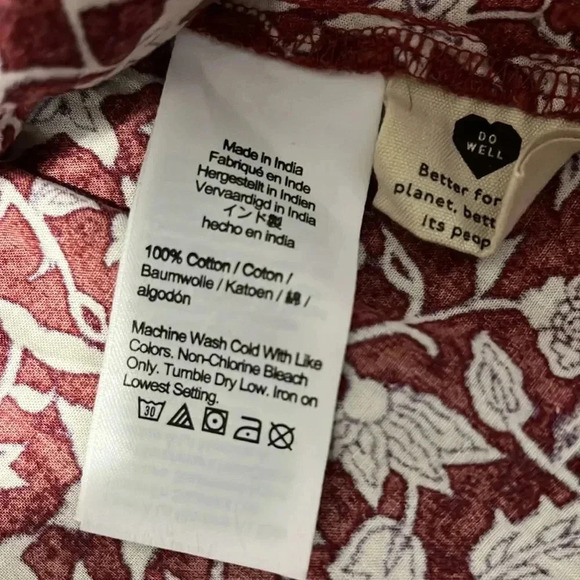 Made in India
Fabriqué en Inde
Hergestellt in Indien
Vervaardigd in India
インド製
hecho en india
100% Cotton / Coton /
Baumwolle / Katoen / 綿 /
algodón
Machine Wash Cold With Like
Colors. Non-Chlorine Bleach
Only. Tumble Dry Low. Iron on
Lowest Setting.
30
DO
WELL
Better for
planet, bett
its peop